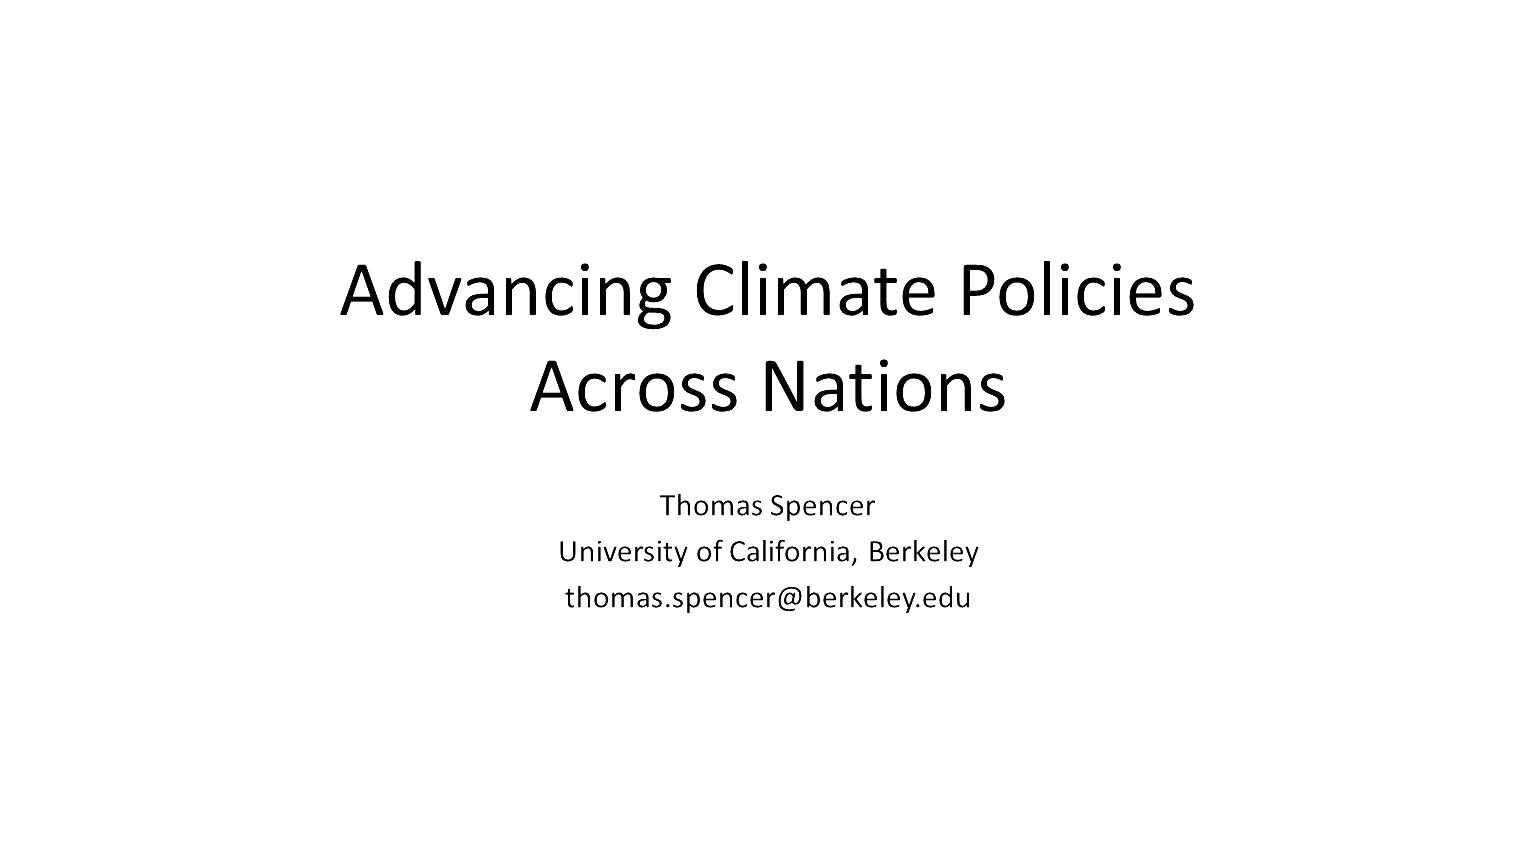 Advancing Climate Policies
Across Nations
Thomas Spencer
University of California, Berkeley
thomas.spencer@berkeley.edu